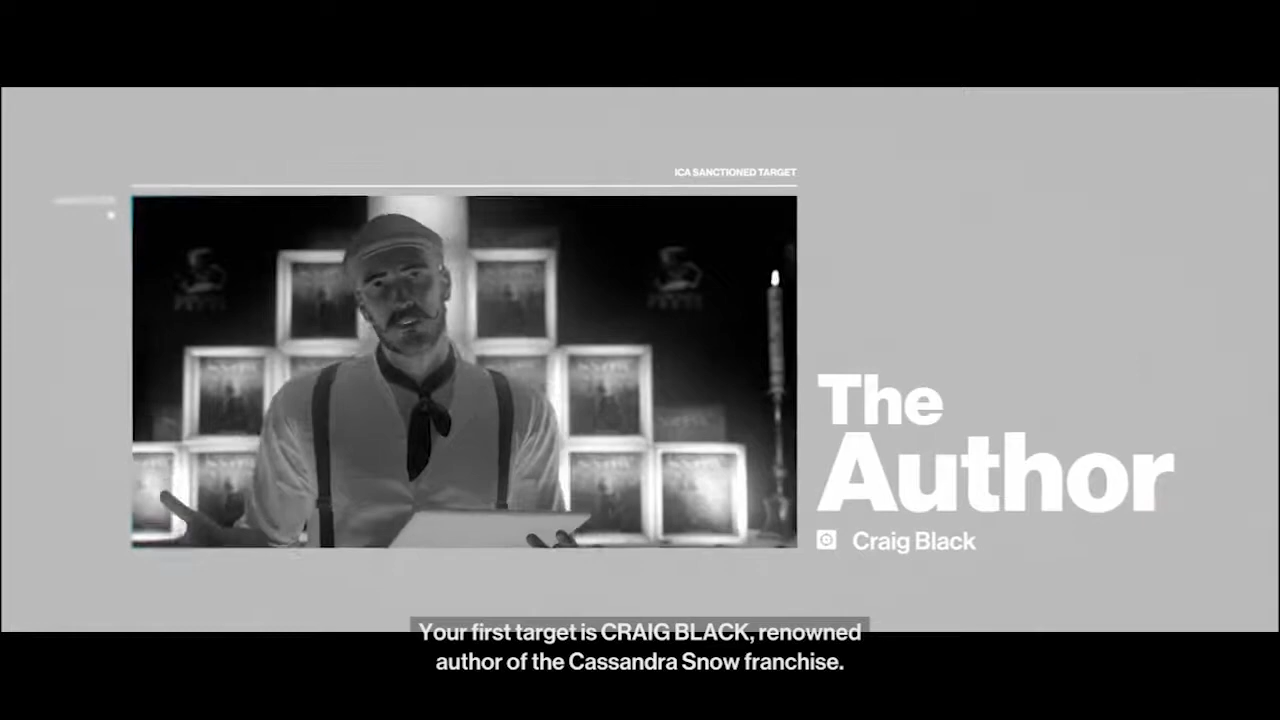 ICA SANCTIONED TARGET
The
Author
Craig Black
Your first target is CRAIG BLACK, renowned
author of the Cassandra Snow franchise.